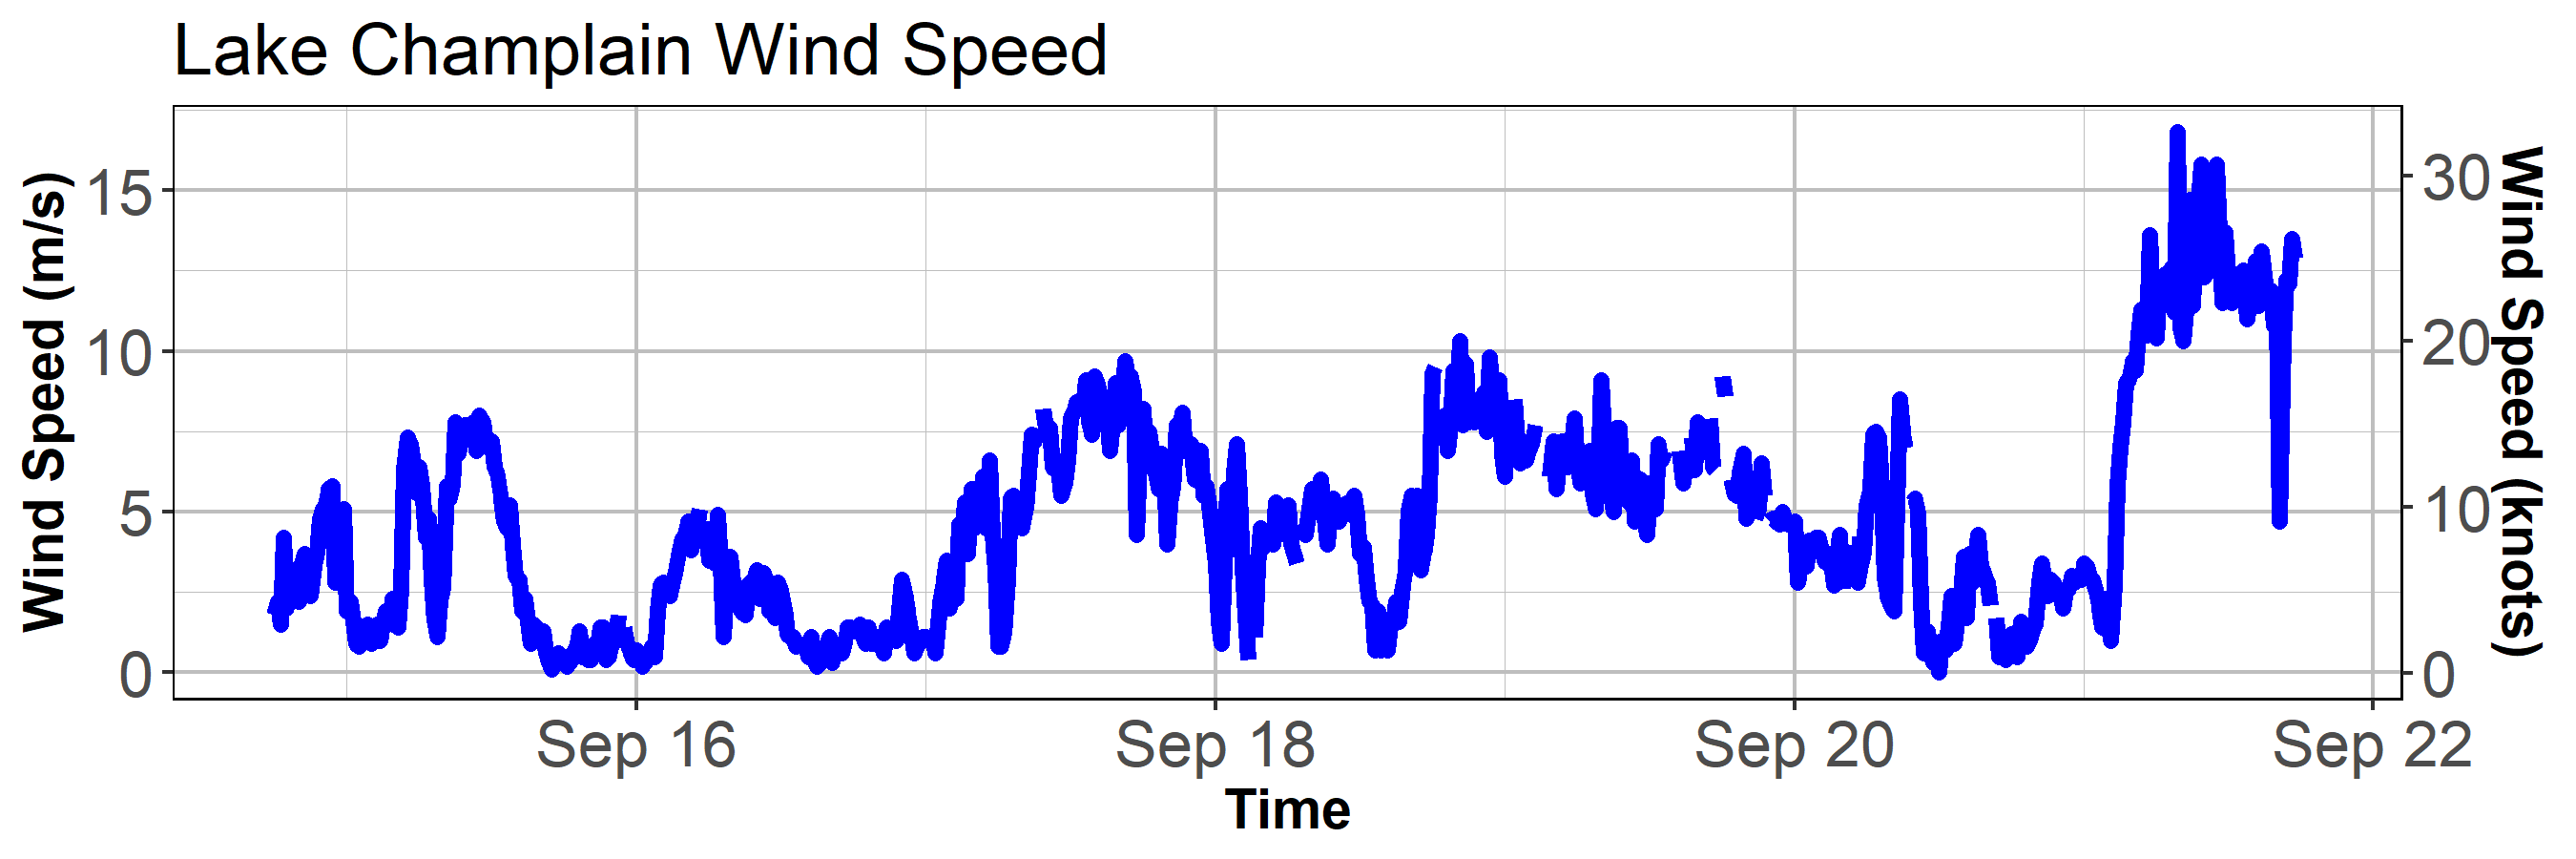 Lake Champlain Wind Speed
Wind Speed (m/s)
15
10
5
0
30
20
10
0
Wind Speed (knots)
Sep 16
Sep 18
Sep 20
Sep 22
Time